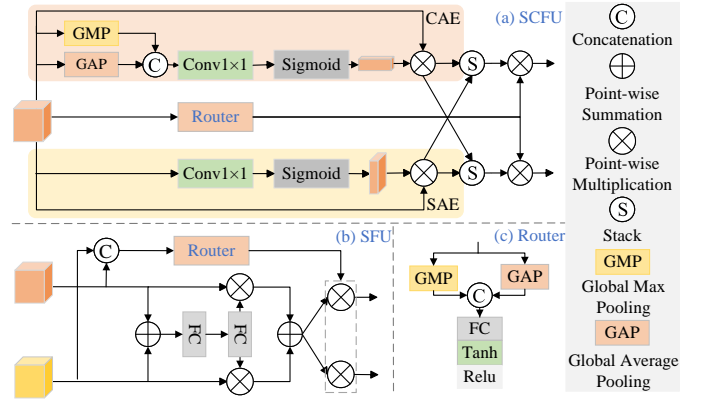 CAE
(a) SCFU
GMP
GAP
C
Conv1×1
Sigmoid
S
Router
Conv1×1
Sigmoid
S
SAE
(b) SFU
C
Router
FC
FC
(c) Router
GMP
GAP
C
FC
Tanh
Relu
C
Concatenation
Point-wise
Summation
Point-wise
Multiplication
S
Stack
GMP
Global Max
Pooling
GAP
Global Average
Pooling